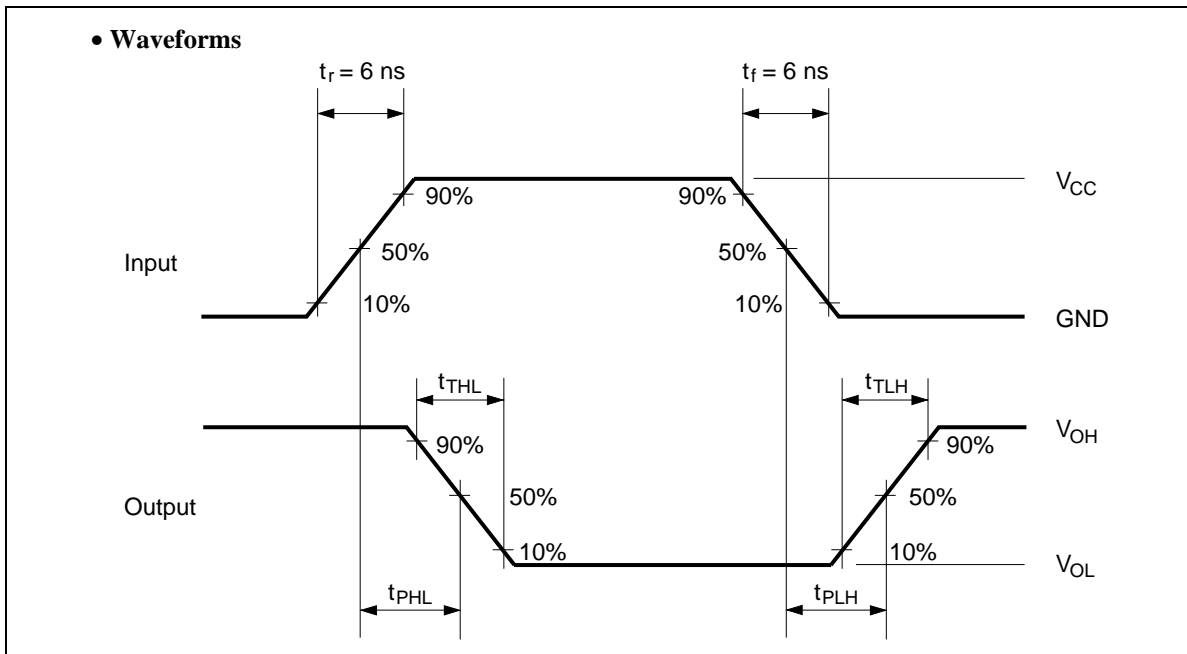 • Waveforms
tr = 6 ns
tf = 6 ns
VCC
90%
90%
50%
50%
Input
10%
10%
GND
tTHL
tTLH
VOH
90%
90%
50%
50%
Output
10%
10%
VOL
tPHL
tPLH